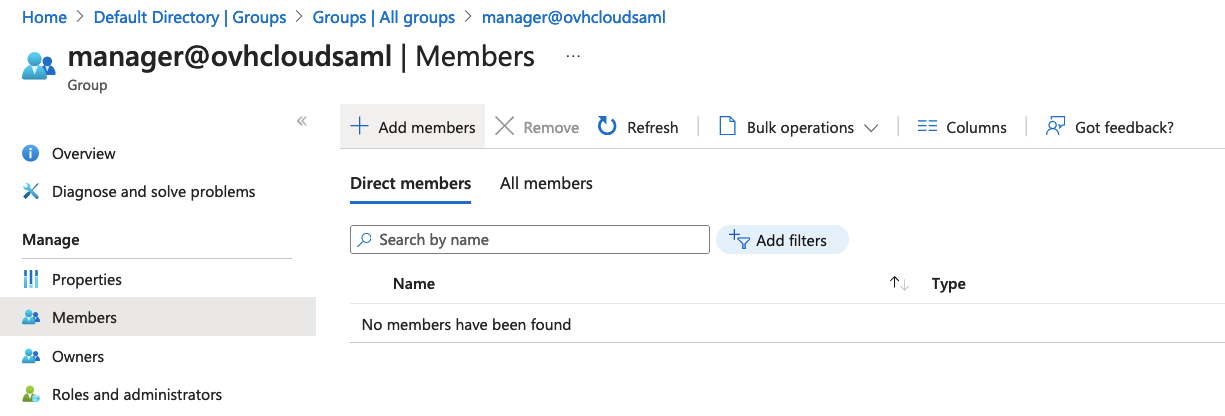 Home > Default Directory | Groups > Groups | All groups > manager@ovhcloudsaml
manager@ovhcloudsaml | Members ...
Group
«
Add members Remove Refresh Bulk operations Columns Got feedback?
Overview
Diagnose and solve problems
Manage
Properties
Members
Owners
Roles and administrators
Direct members All members
Search by name Add filters
Name Type
No members have been found